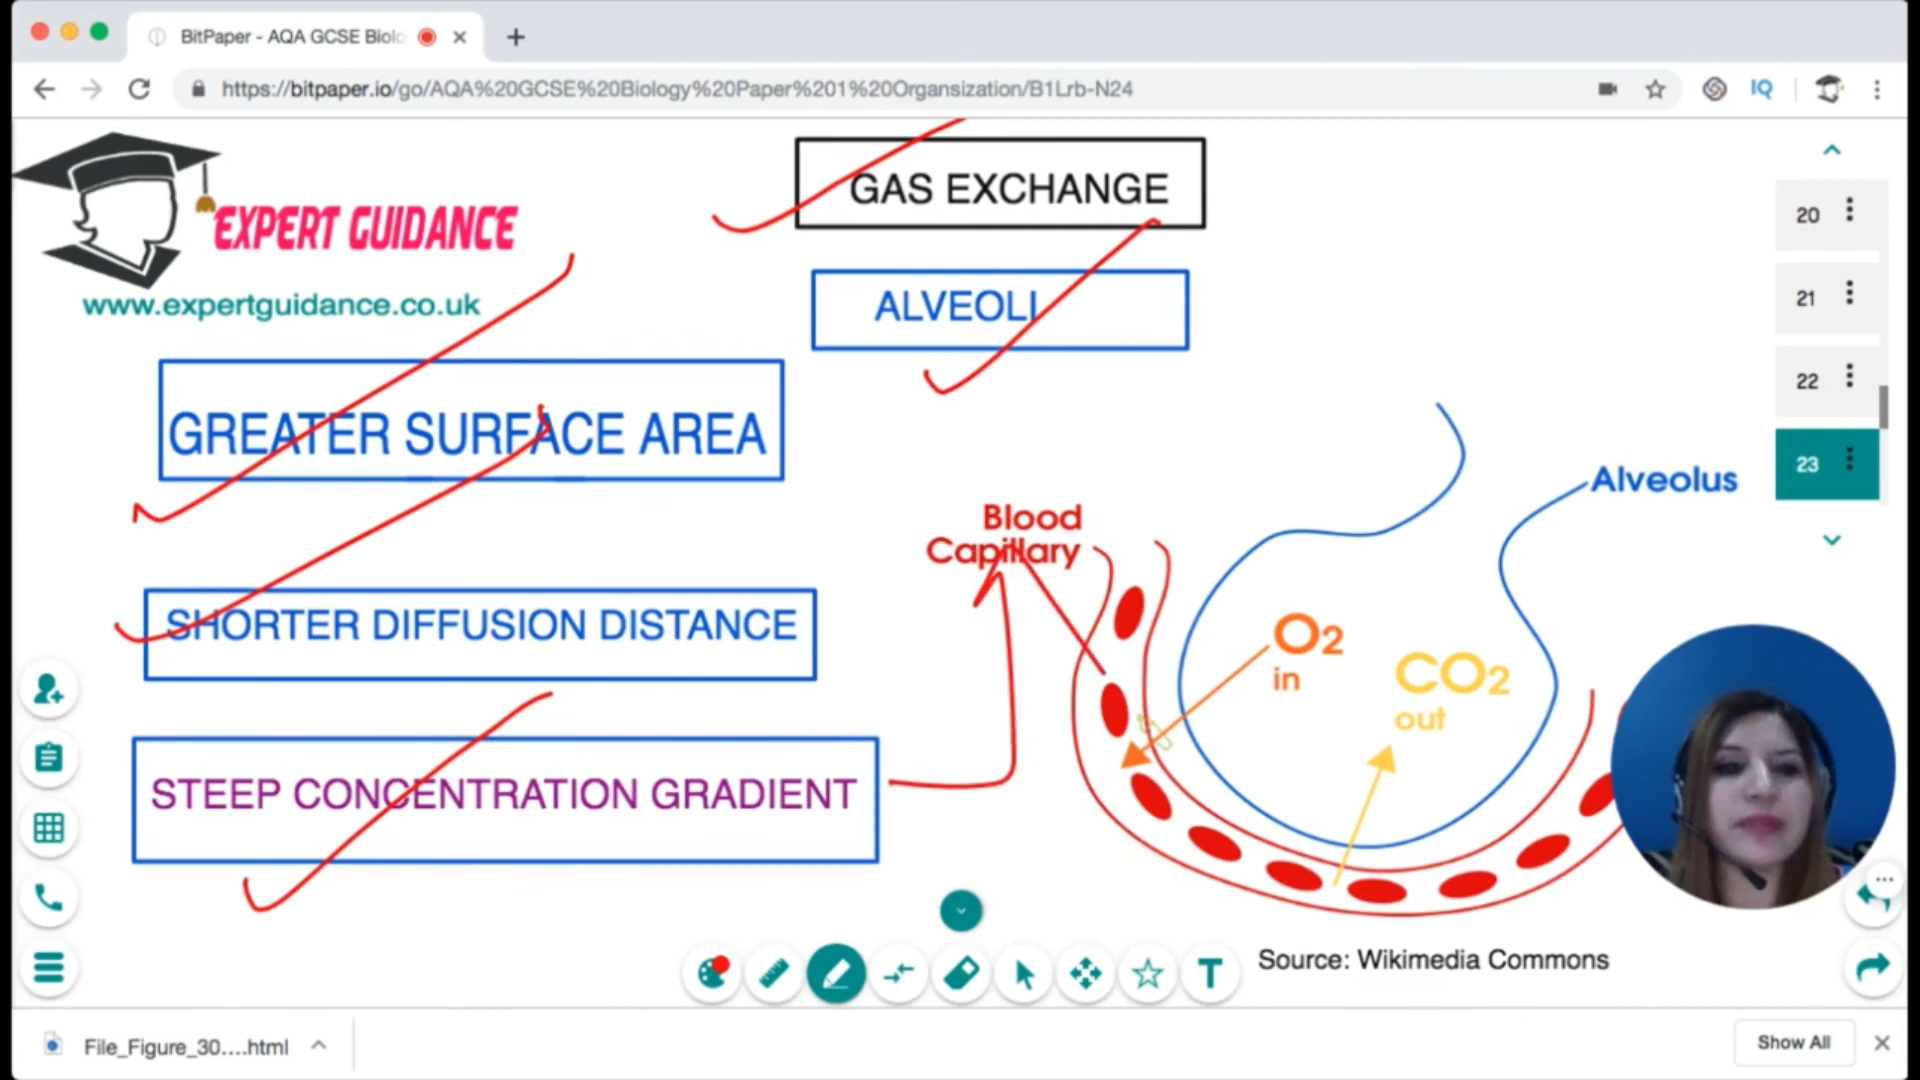 BitPaper - AQA GCSE Biolo
https://bitpaper.io/go/AQA%20GCSE%20Biology%20Paper%201%20Organsization/B1Lrb-N24
IQ
EXPERT GUIDANCE
www.expertguidance.co.uk
GAS EXCHANGE
ALVEOLI
GREATER SURFACE AREA
SHORTER DIFFUSION DISTANCE
STEEP CONCENTRATION GRADIENT
Blood
Capillary
Alveolus
O2
in
CO2
out
20
21
22
23
T
Source: Wikimedia Commons
File_Figure_30....html
Show All